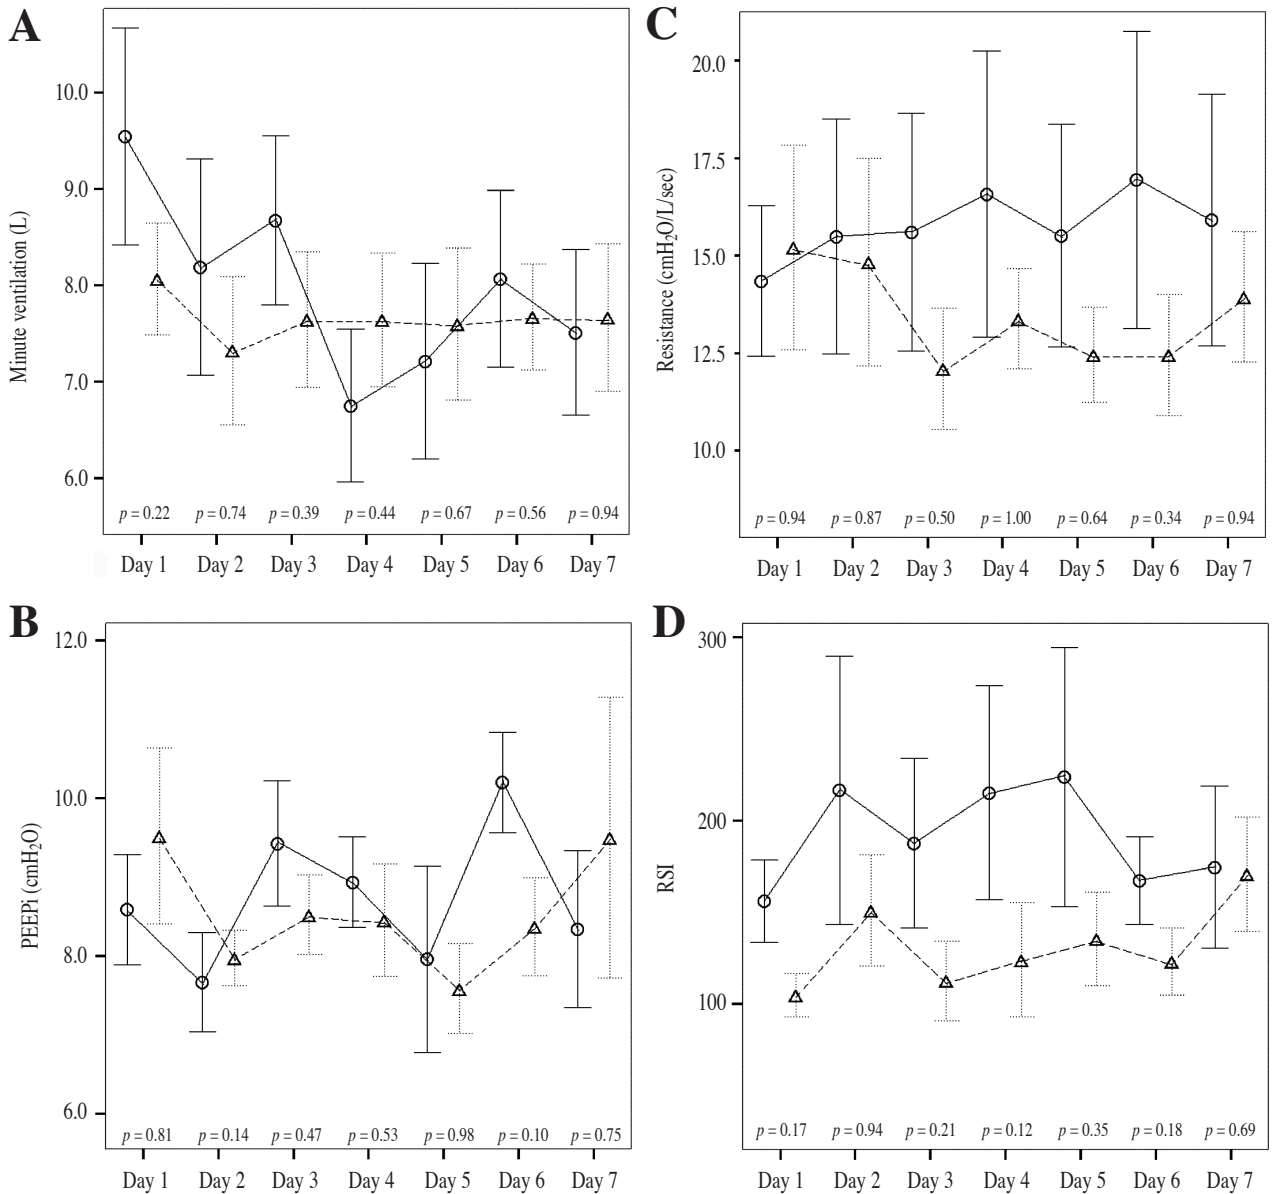 A
Minute ventilation (L)
10.0
9.0
8.0
7.0
6.0
p = 0.22 p = 0.74 p = 0.39 p = 0.44 p = 0.67 p = 0.56 p = 0.94
Day 1 Day 2 Day 3 Day 4 Day 5 Day 6 Day 7
C
Resistance (cmH₂O/L/sec)
20.0
17.5
15.0
12.5
10.0
p = 0.94 p = 0.87 p = 0.50 p = 1.00 p = 0.64 p = 0.34 p = 0.94
Day 1 Day 2 Day 3 Day 4 Day 5 Day 6 Day 7
B
PEEPi (cmH₂O)
12.0
10.0
8.0
6.0
p = 0.81 p = 0.14 p = 0.47 p = 0.53 p = 0.98 p = 0.10 p = 0.75
Day 1 Day 2 Day 3 Day 4 Day 5 Day 6 Day 7
D
RSI
300
200
100
p = 0.17 p = 0.94 p = 0.21 p = 0.12 p = 0.35 p = 0.18 p = 0.69
Day 1 Day 2 Day 3 Day 4 Day 5 Day 6 Day 7